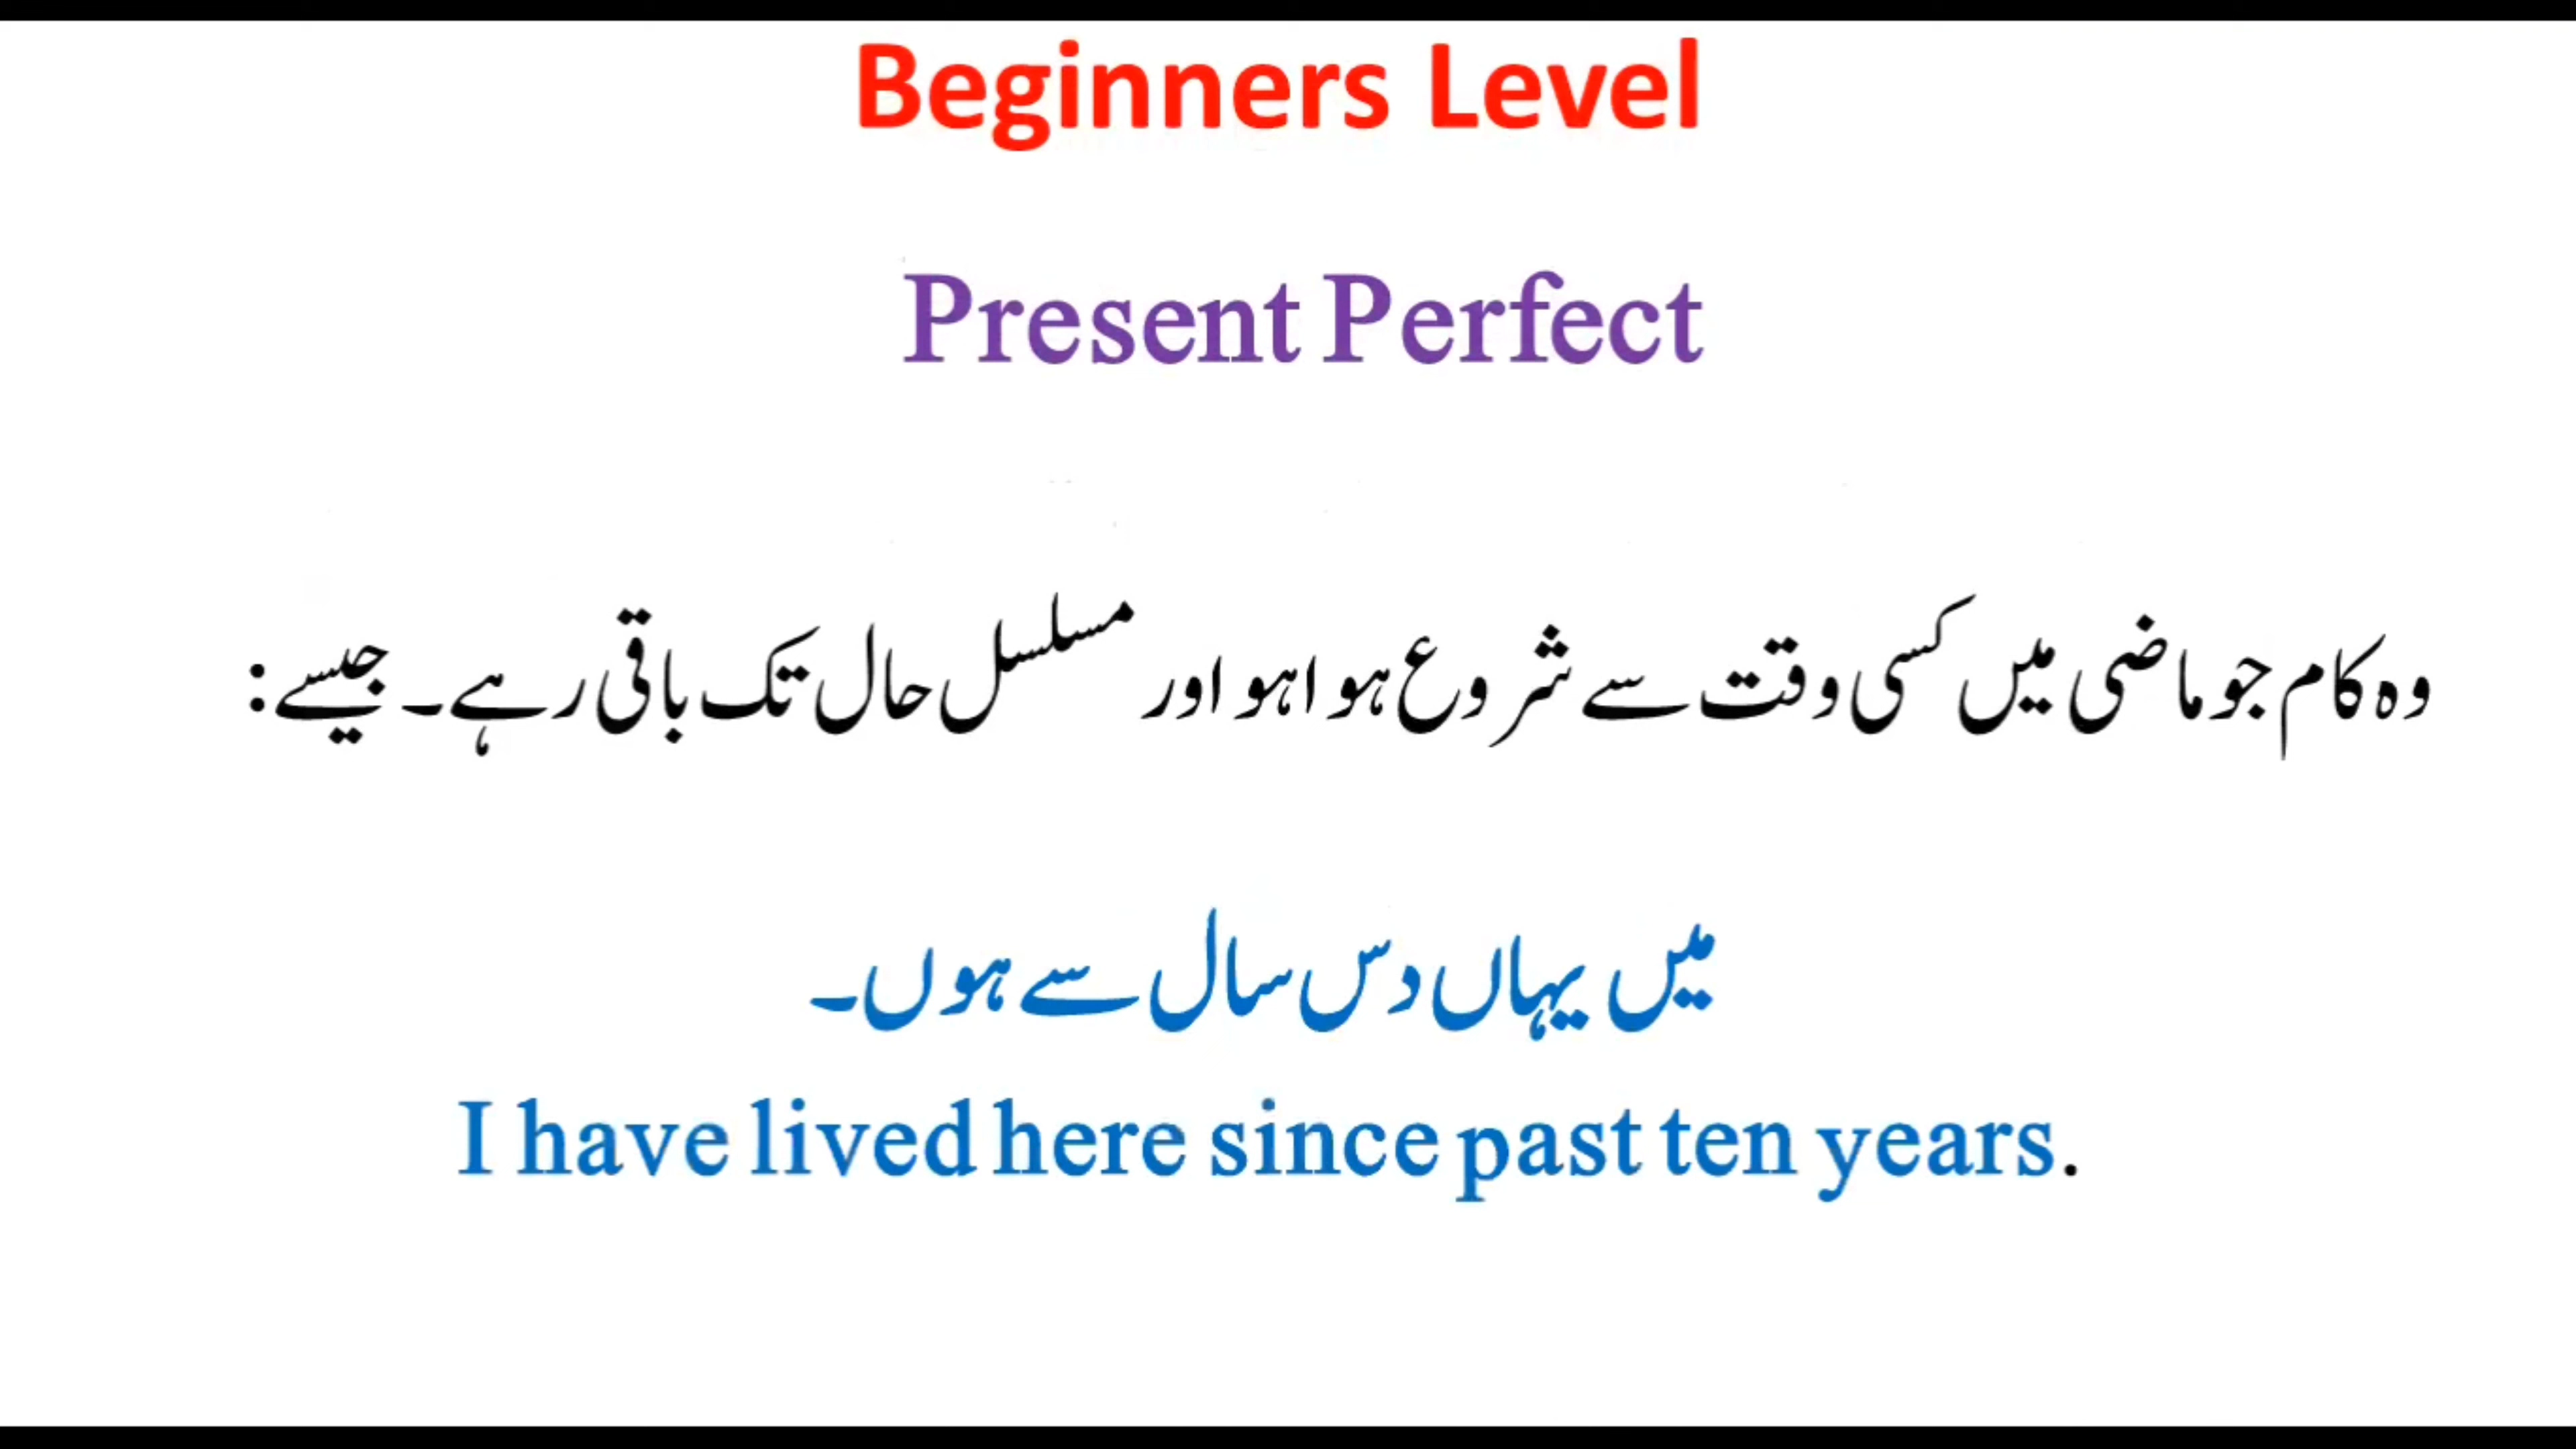 Beginners Level
Present Perfect
وہ کام جو ماضی میں کسی وقت سے شروع ہوا ہو اور مسلسل حال تک باقی رہے۔ جیسے:
میں یہاں دس سال سے ہوں۔
I have lived here since past ten years.